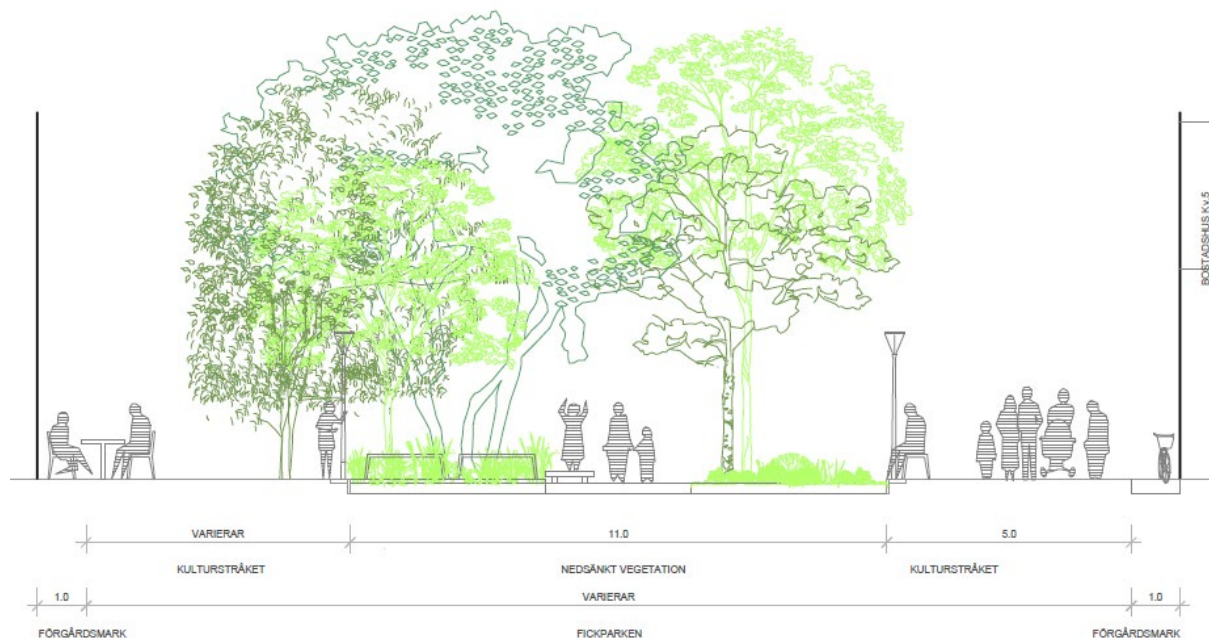 BOSTADSHUS Kv.5
VARIERAR 11.0 5.0
KULTURSTRÅKET NEDSÄNKT VEGETATION KULTURSTRÅKET
1.0 VARIERAR 1.0
FÖRGÅRDSMARK FICKPARKEN FÖRGÅRDSMARK